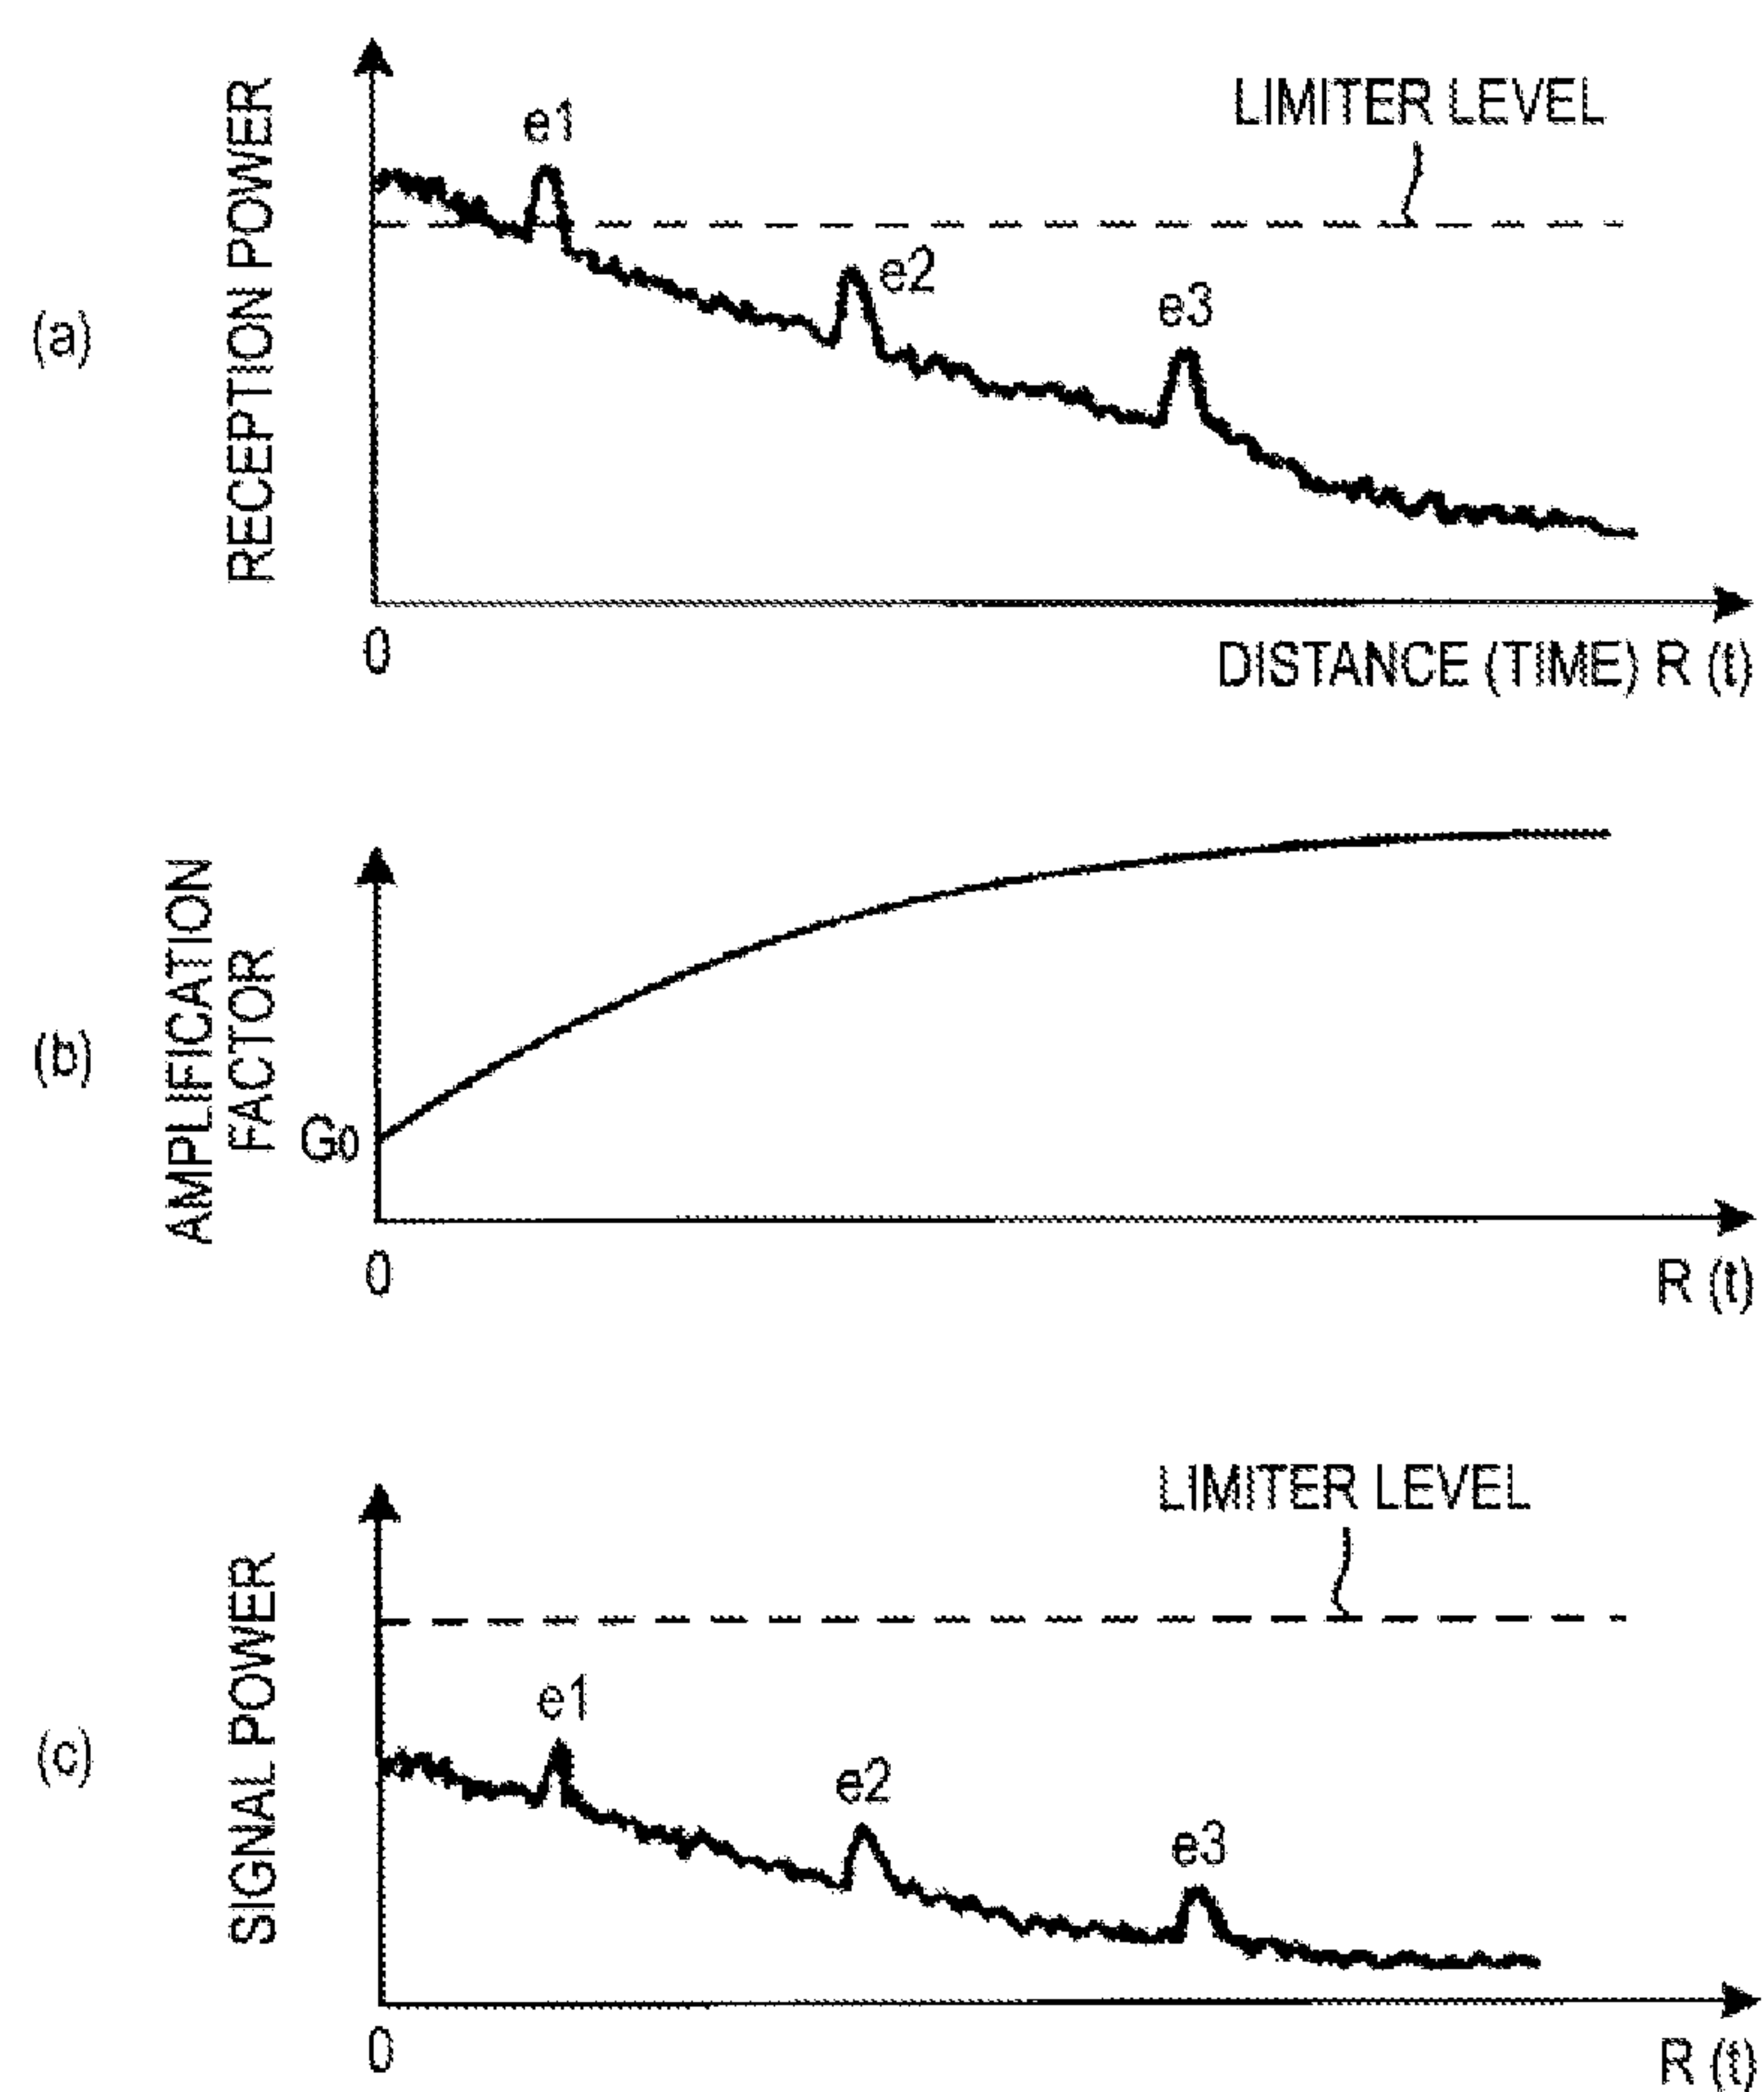 (a)
RECEPTION POWER
LIMITER LEVEL
e1
e2
e3
0
DISTANCE (TIME) R (t)
(b)
AMPLIFICATION
FACTOR
G0
0
R (t)
(c)
SIGNAL POWER
LIMITER LEVEL
e1
e2
e3
0
R (t)